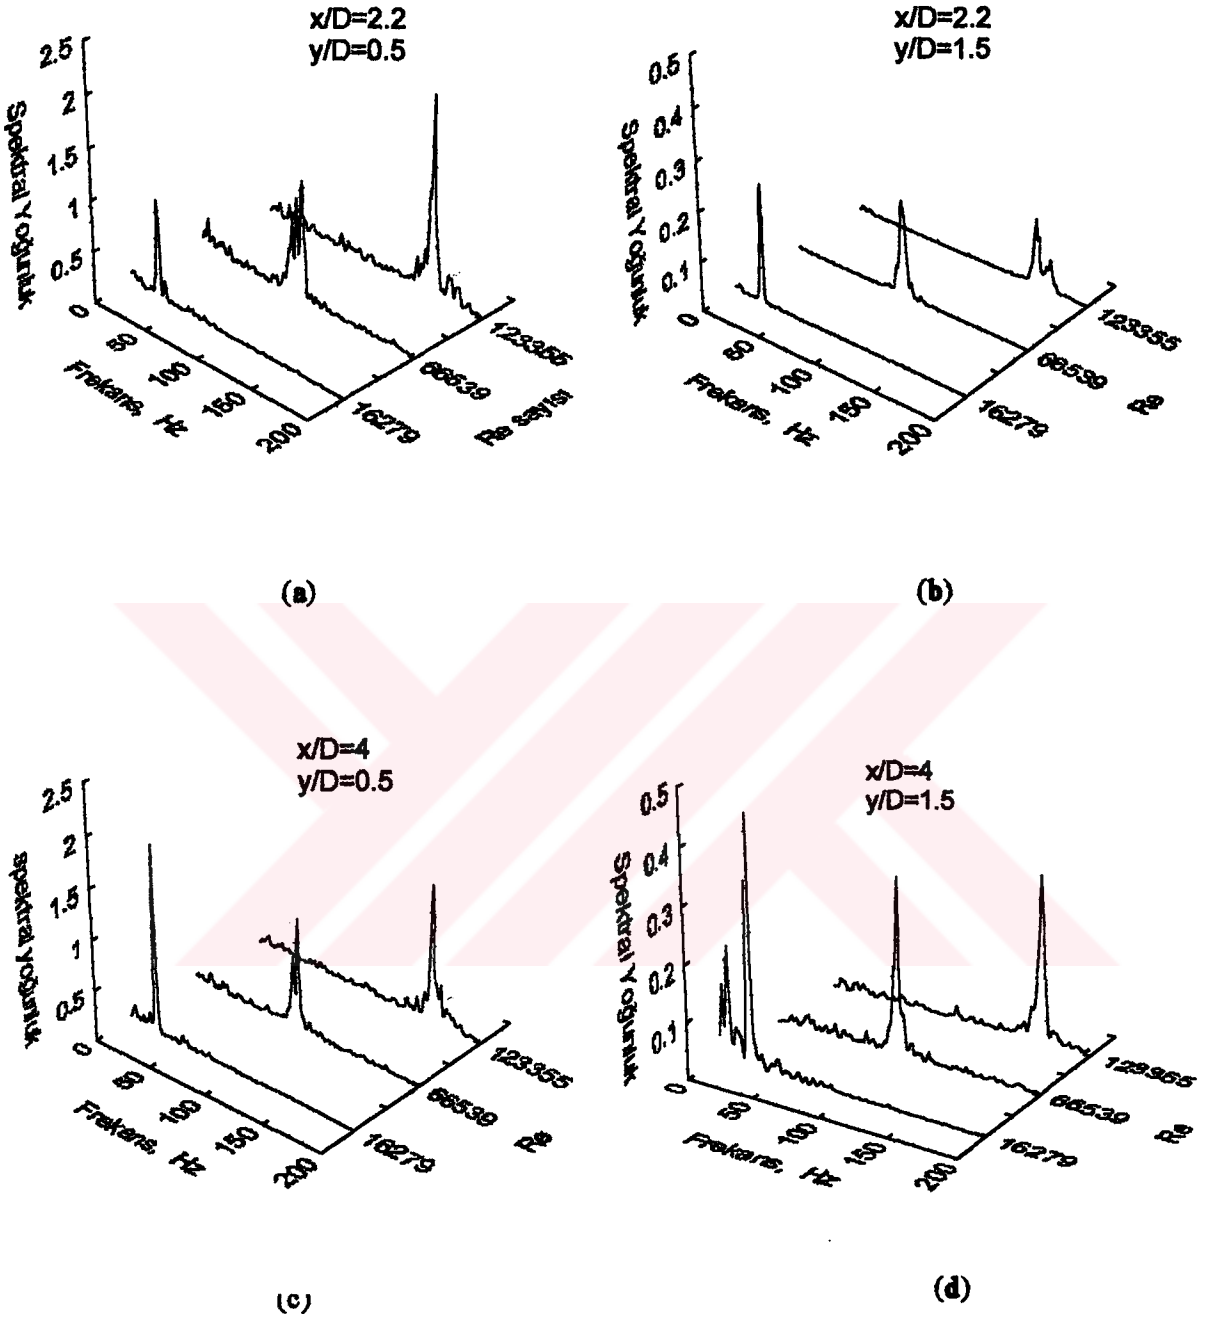 x/D=2.2
y/D=0.5
2.5
2
1.5
1
0.5
Spektral Yoğunluk
0
50
100
150
200
Frekans, Hz
16279
66539
123355
Re Sayısı
(a)
x/D=2.2
y/D=1.5
0.5
0.4
0.3
0.2
0.1
Spektral Yoğunluk
0
50
100
150
200
Frekans, Hz
16279
66539
123355
Re
(b)
x/D=4
y/D=0.5
2.5
2
1.5
1
0.5
spektral yoğunluk
0
50
100
150
200
Frekans, Hz
16279
66539
123355
Re
(c)
x/D=4
y/D=1.5
0.5
0.4
0.3
0.2
0.1
Spektral Yoğunluk
0
50
100
150
200
Frekans, Hz
16279
66539
123355
Re
(d)